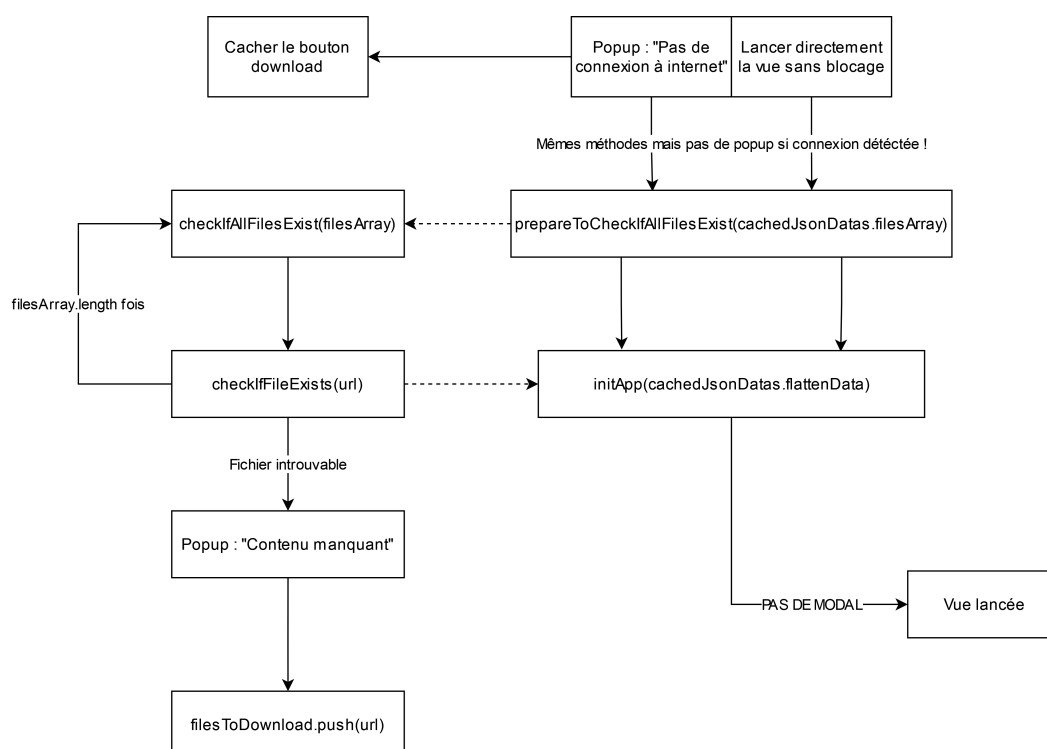 Cacher le bouton
download
Popup : "Pas de
connexion à internet"
Lancer directement
la vue sans blocage
Mêmes méthodes mais pas de popup si connexion détéctée !
checkIfAllFilesExist(filesArray)
prepareToCheckIfAllFilesExist(cachedJsonDatas.filesArray)
filesArray.length fois
checkIfFileExists(url)
initApp(cachedJsonDatas.flattenData)
Fichier introuvable
Popup : "Contenu manquant"
PAS DE MODAL
Vue lancée
filesToDownload.push(url)